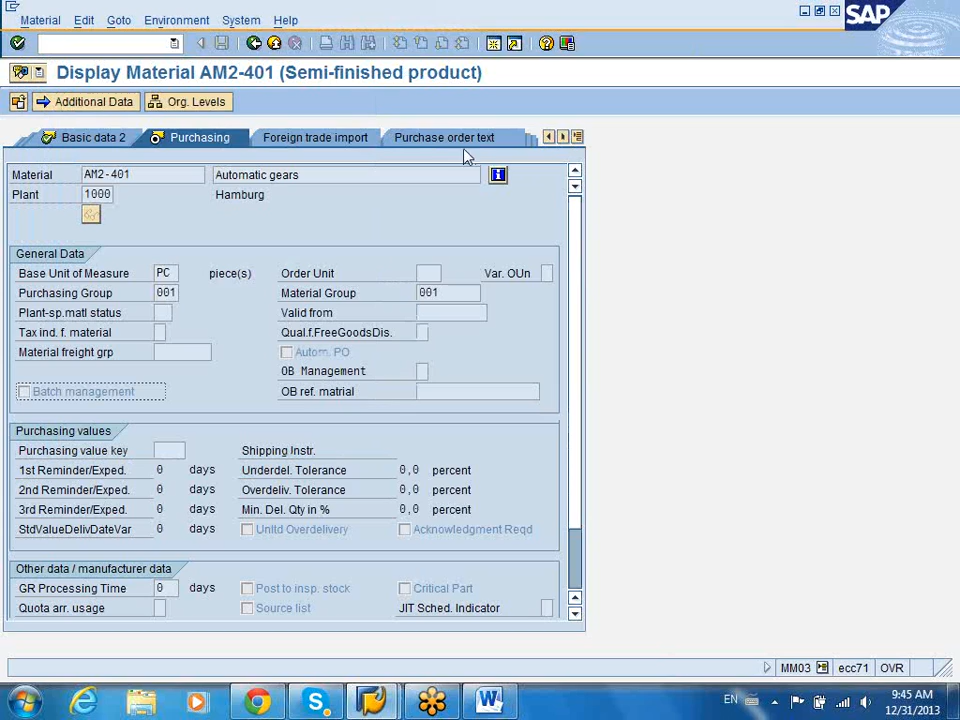 Material Edit Goto Environment System Help
SAP
Display Material AM2-401 (Semi-finished product)
Additional Data Org. Levels
Basic data 2 Purchasing Foreign trade import Purchase order text
Material AM2-401 Automatic gears
Plant 1000 Hamburg
General Data
Base Unit of Measure PC piece(s) Order Unit Var. OUn
Purchasing Group 001 Material Group 001
Plant-sp.matl status Valid from
Tax ind. f. material Qual.f.FreeGoodsDis.
Material freight grp Autom. PO
OB Management
Batch management OB ref. matrial
Purchasing values
Purchasing value key Shipping Instr.
1st Reminder/Exped. 0 days Underdel. Tolerance 0,0 percent
2nd Reminder/Exped. 0 days Overdeliv. Tolerance 0,0 percent
3rd Reminder/Exped. 0 days Min. Del. Qty in % 0,0 percent
StdValueDelivDateVar 0 days Unltd Overdelivery Acknowledgment Reqd
Other data / manufacturer data
GR Processing Time 0 days Post to insp. stock Critical Part
Quota arr. usage Source list JIT Sched. Indicator
MM03 ecc71 OVR
EN 9:45 AM
12/31/2013